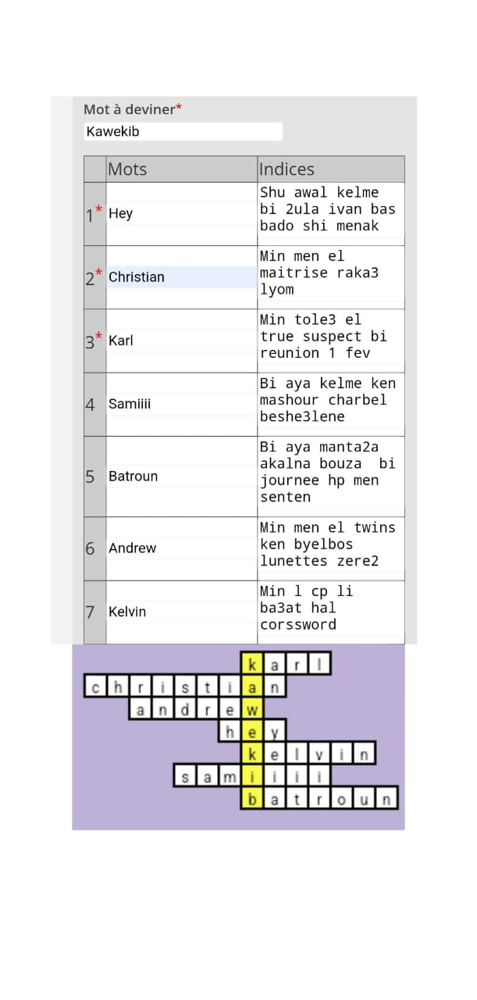 Mot à deviner*
Kawekib
Mots Indices
1* Hey Shu awal kelme
bi 2ula ivan bas
bado shi menak
2* Christian Min men el
maitrise raka3
lyom
3* Karl Min tole3 el
true suspect bi
reunion 1 fev
4 Samiiii Bi aya kelme ken
mashour charbel
beshe3lene
5 Batroun Bi aya manta2a
akalna bouza bi
journee hp men
senten
6 Andrew Min men el twins
ken byelbos
lunettes zere2
7 Kelvin Min l cp li
ba3at hal
corssword
karl
christian
andrew
hey
kelvin
samiiii
batroun